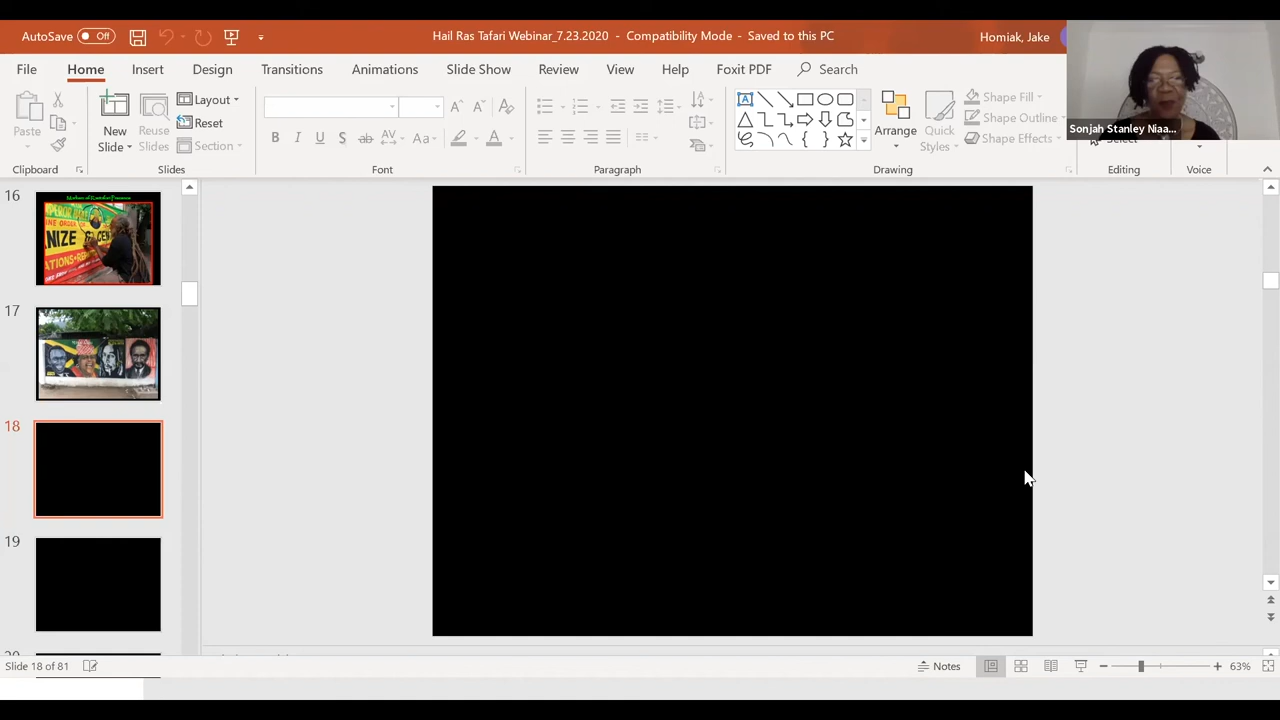 AutoSave Off
Hail Ras Tafari Webinar_7.23.2020 - Compatibility Mode - Saved to this PC
Homiak, Jake
File Home Insert Design Transitions Animations Slide Show Review View Help Foxit PDF Search
Sonjah Stanley Niaa...
Paste
New
Slide
Reuse
Slides
Layout
Reset
Section
Arrange
Quick
Styles
Shape Fill
Shape Outline
Shape Effects
Select
Clipboard Slides Font Paragraph Drawing Editing Voice
16
17
18
19
Slide 18 of 81
Notes
63%